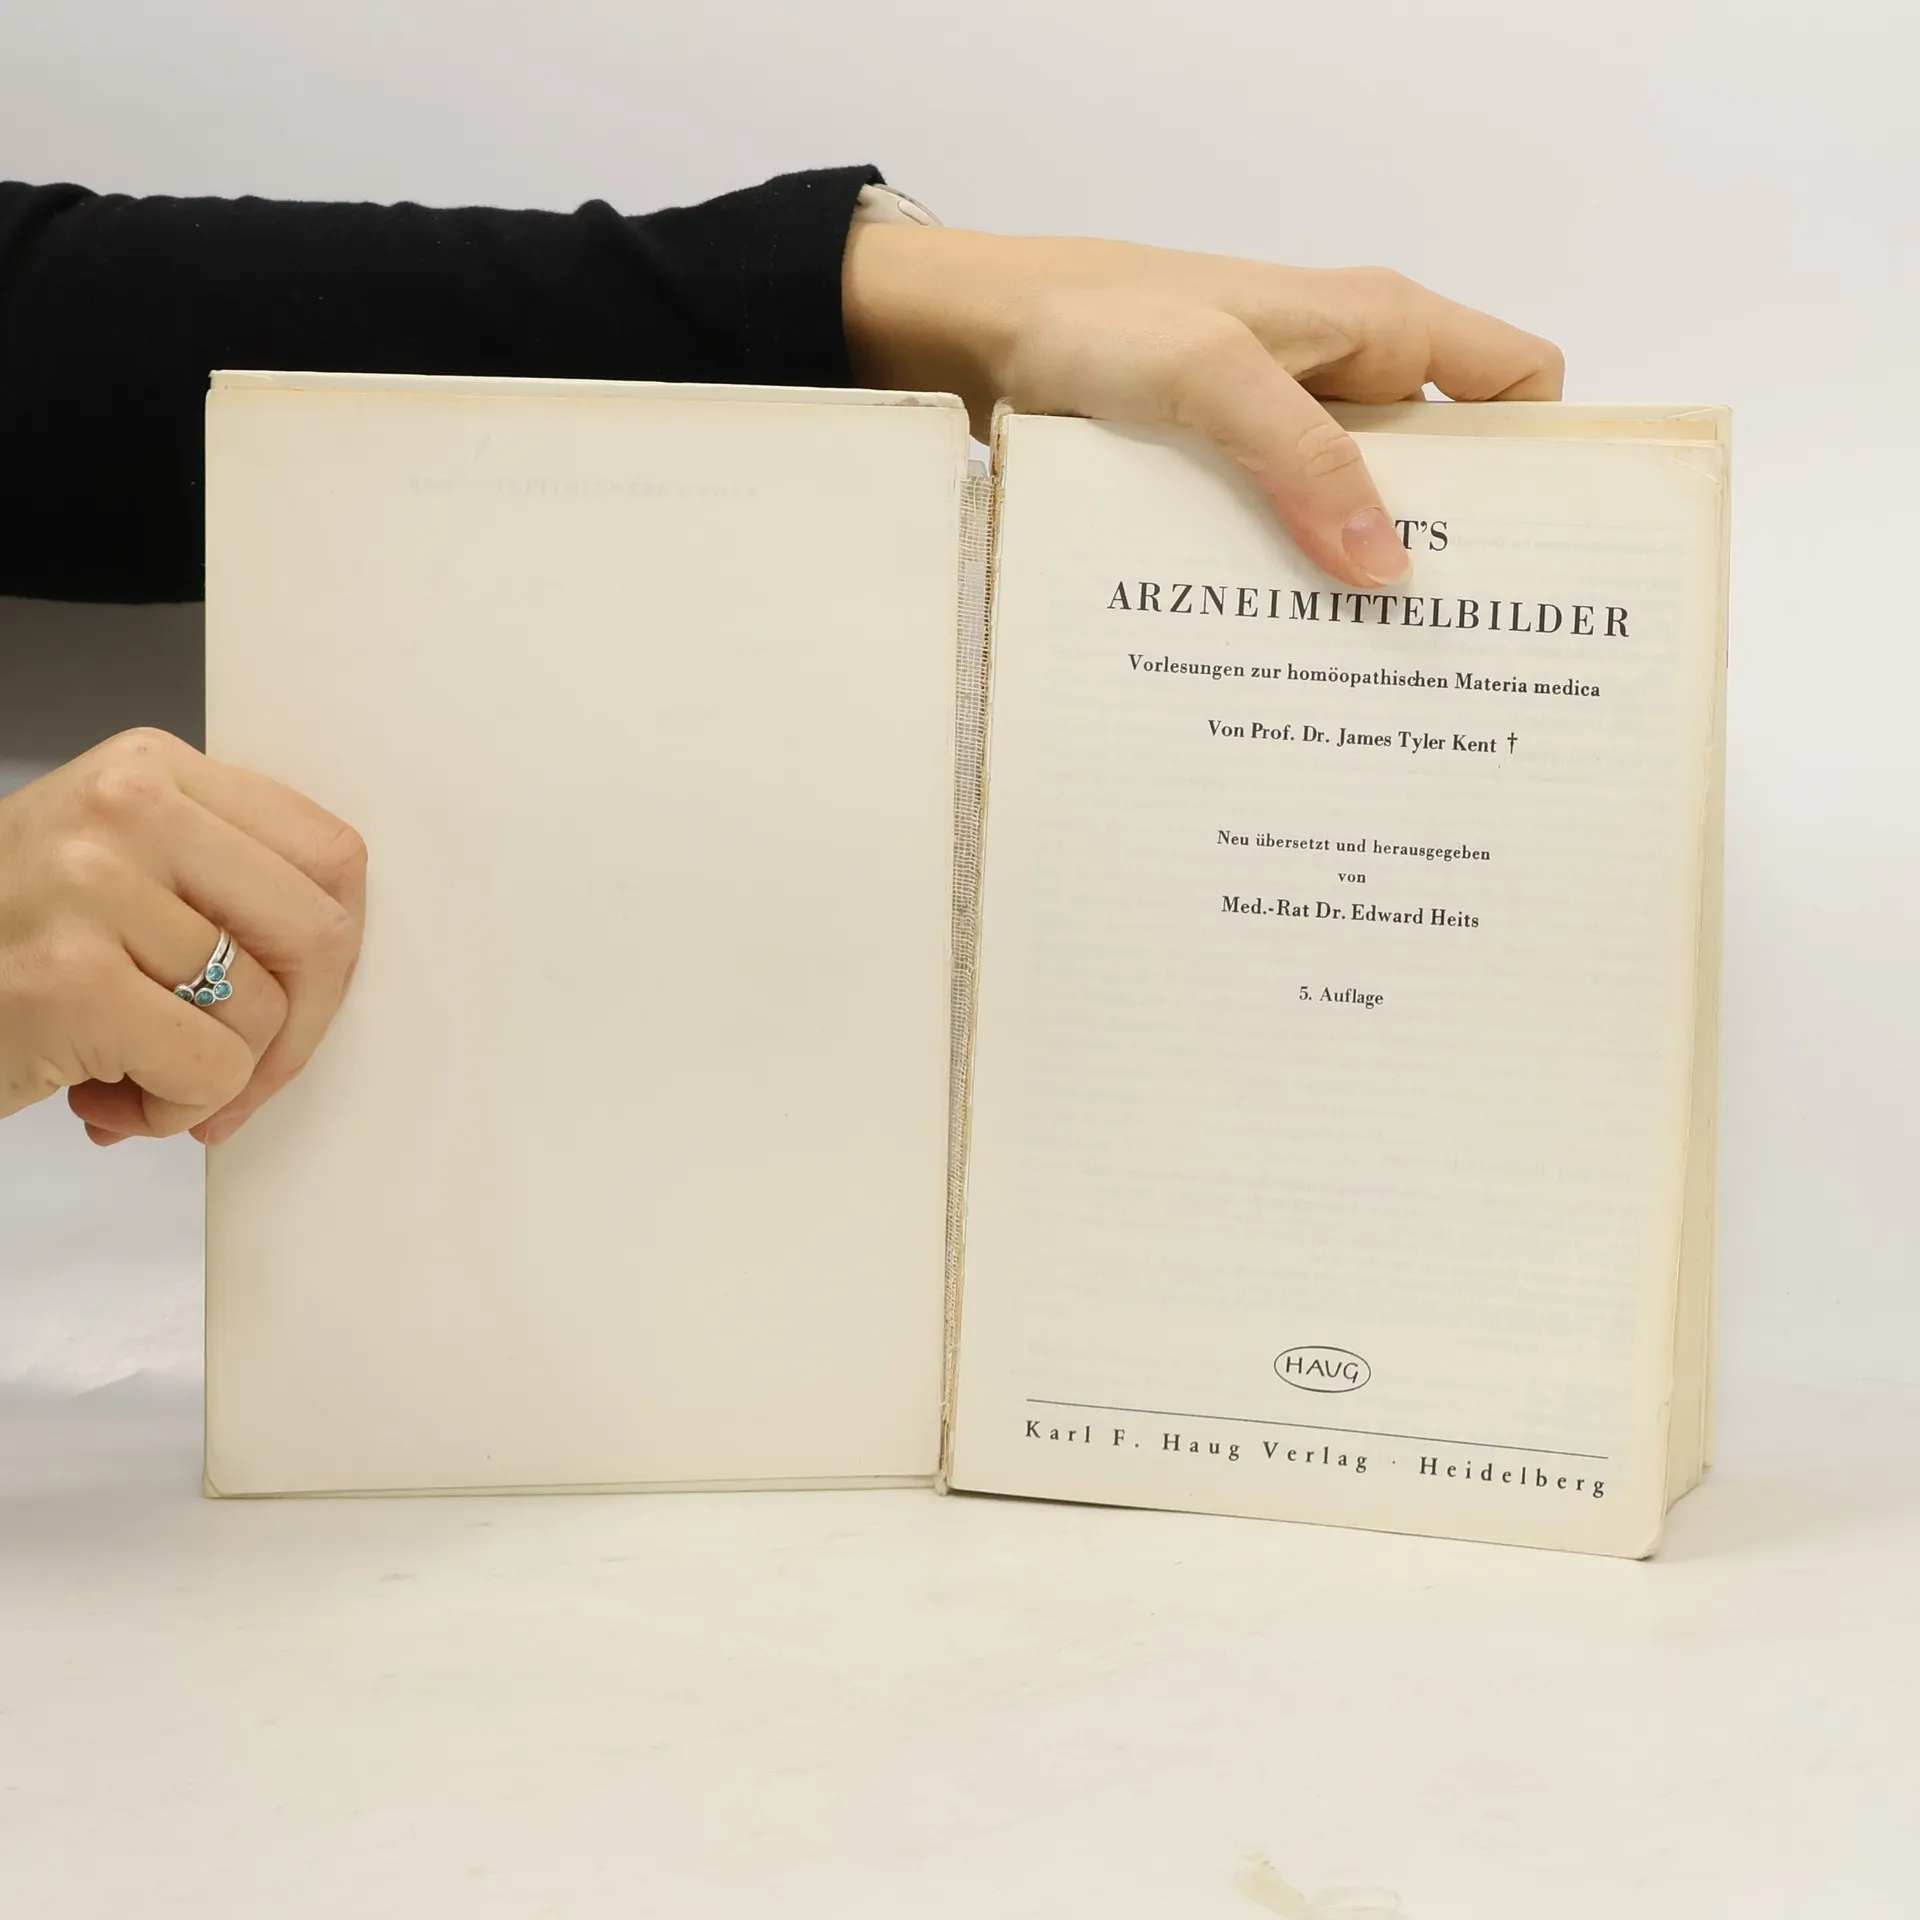 T'S
ARZNEIMITTELBILDER
Vorlesungen zur homöopathischen Materia medica
Von Prof. Dr. James Tyler Kent †
Neu übersetzt und herausgegeben
von
Med.-Rat Dr. Edward Heits
5. Auflage
HAUG
Karl F. Haug Verlag · Heidelberg